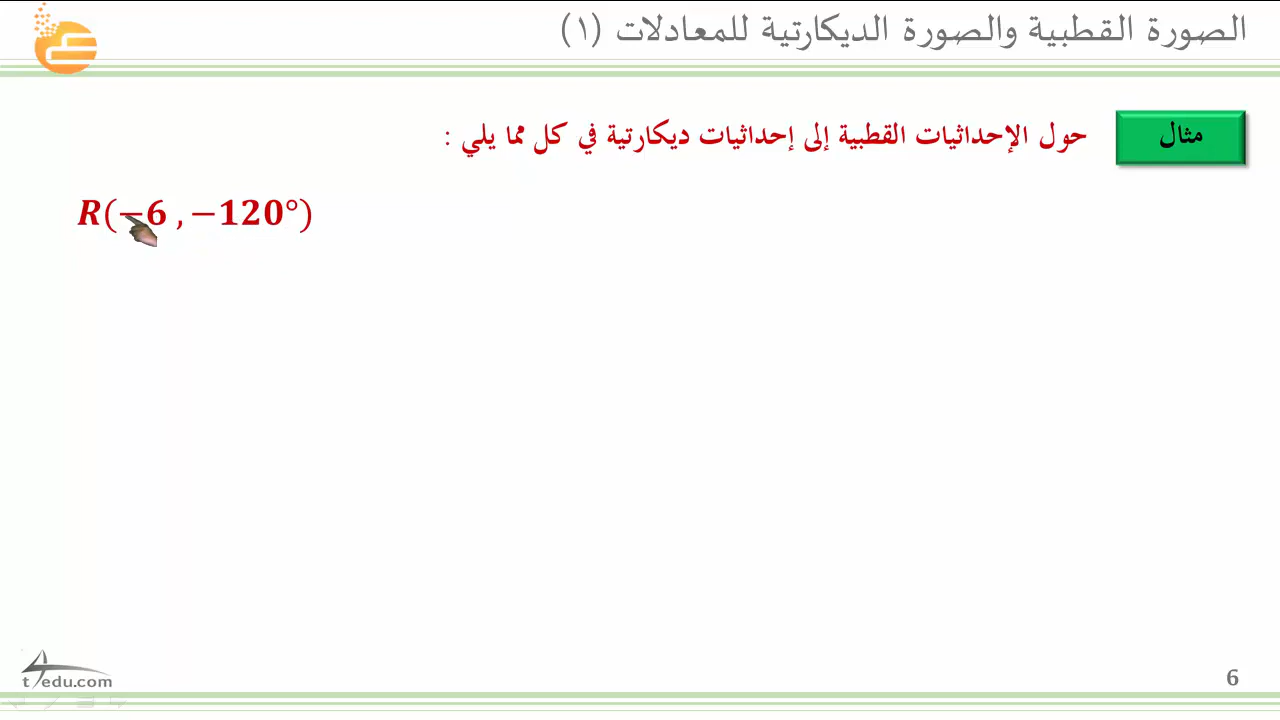 الصورة القطبية والصورة الديكارتية للمعادلات (١)
مثال
حول الإحداثيات القطبية إلى إحداثيات ديكارتية في كل مما يلي :
R(−6 , −120°)
t4edu.com
6